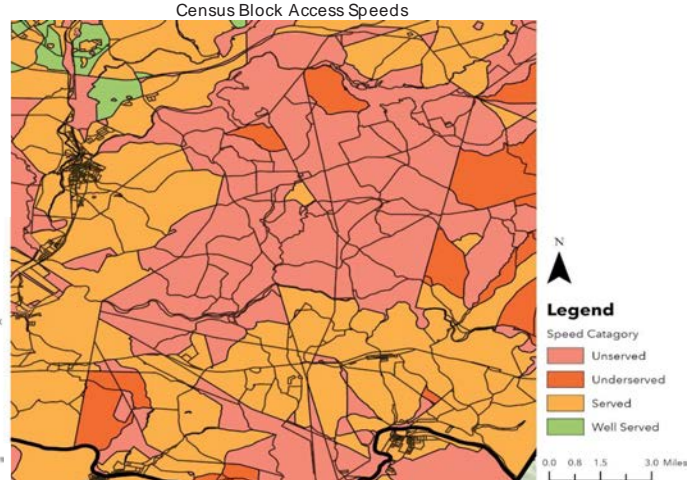 Census Block Access Speeds
N
Legend
Speed Catagory
Unserved
Underserved
Served
Well Served
0.0 0.8 1.5 3.0 Miles